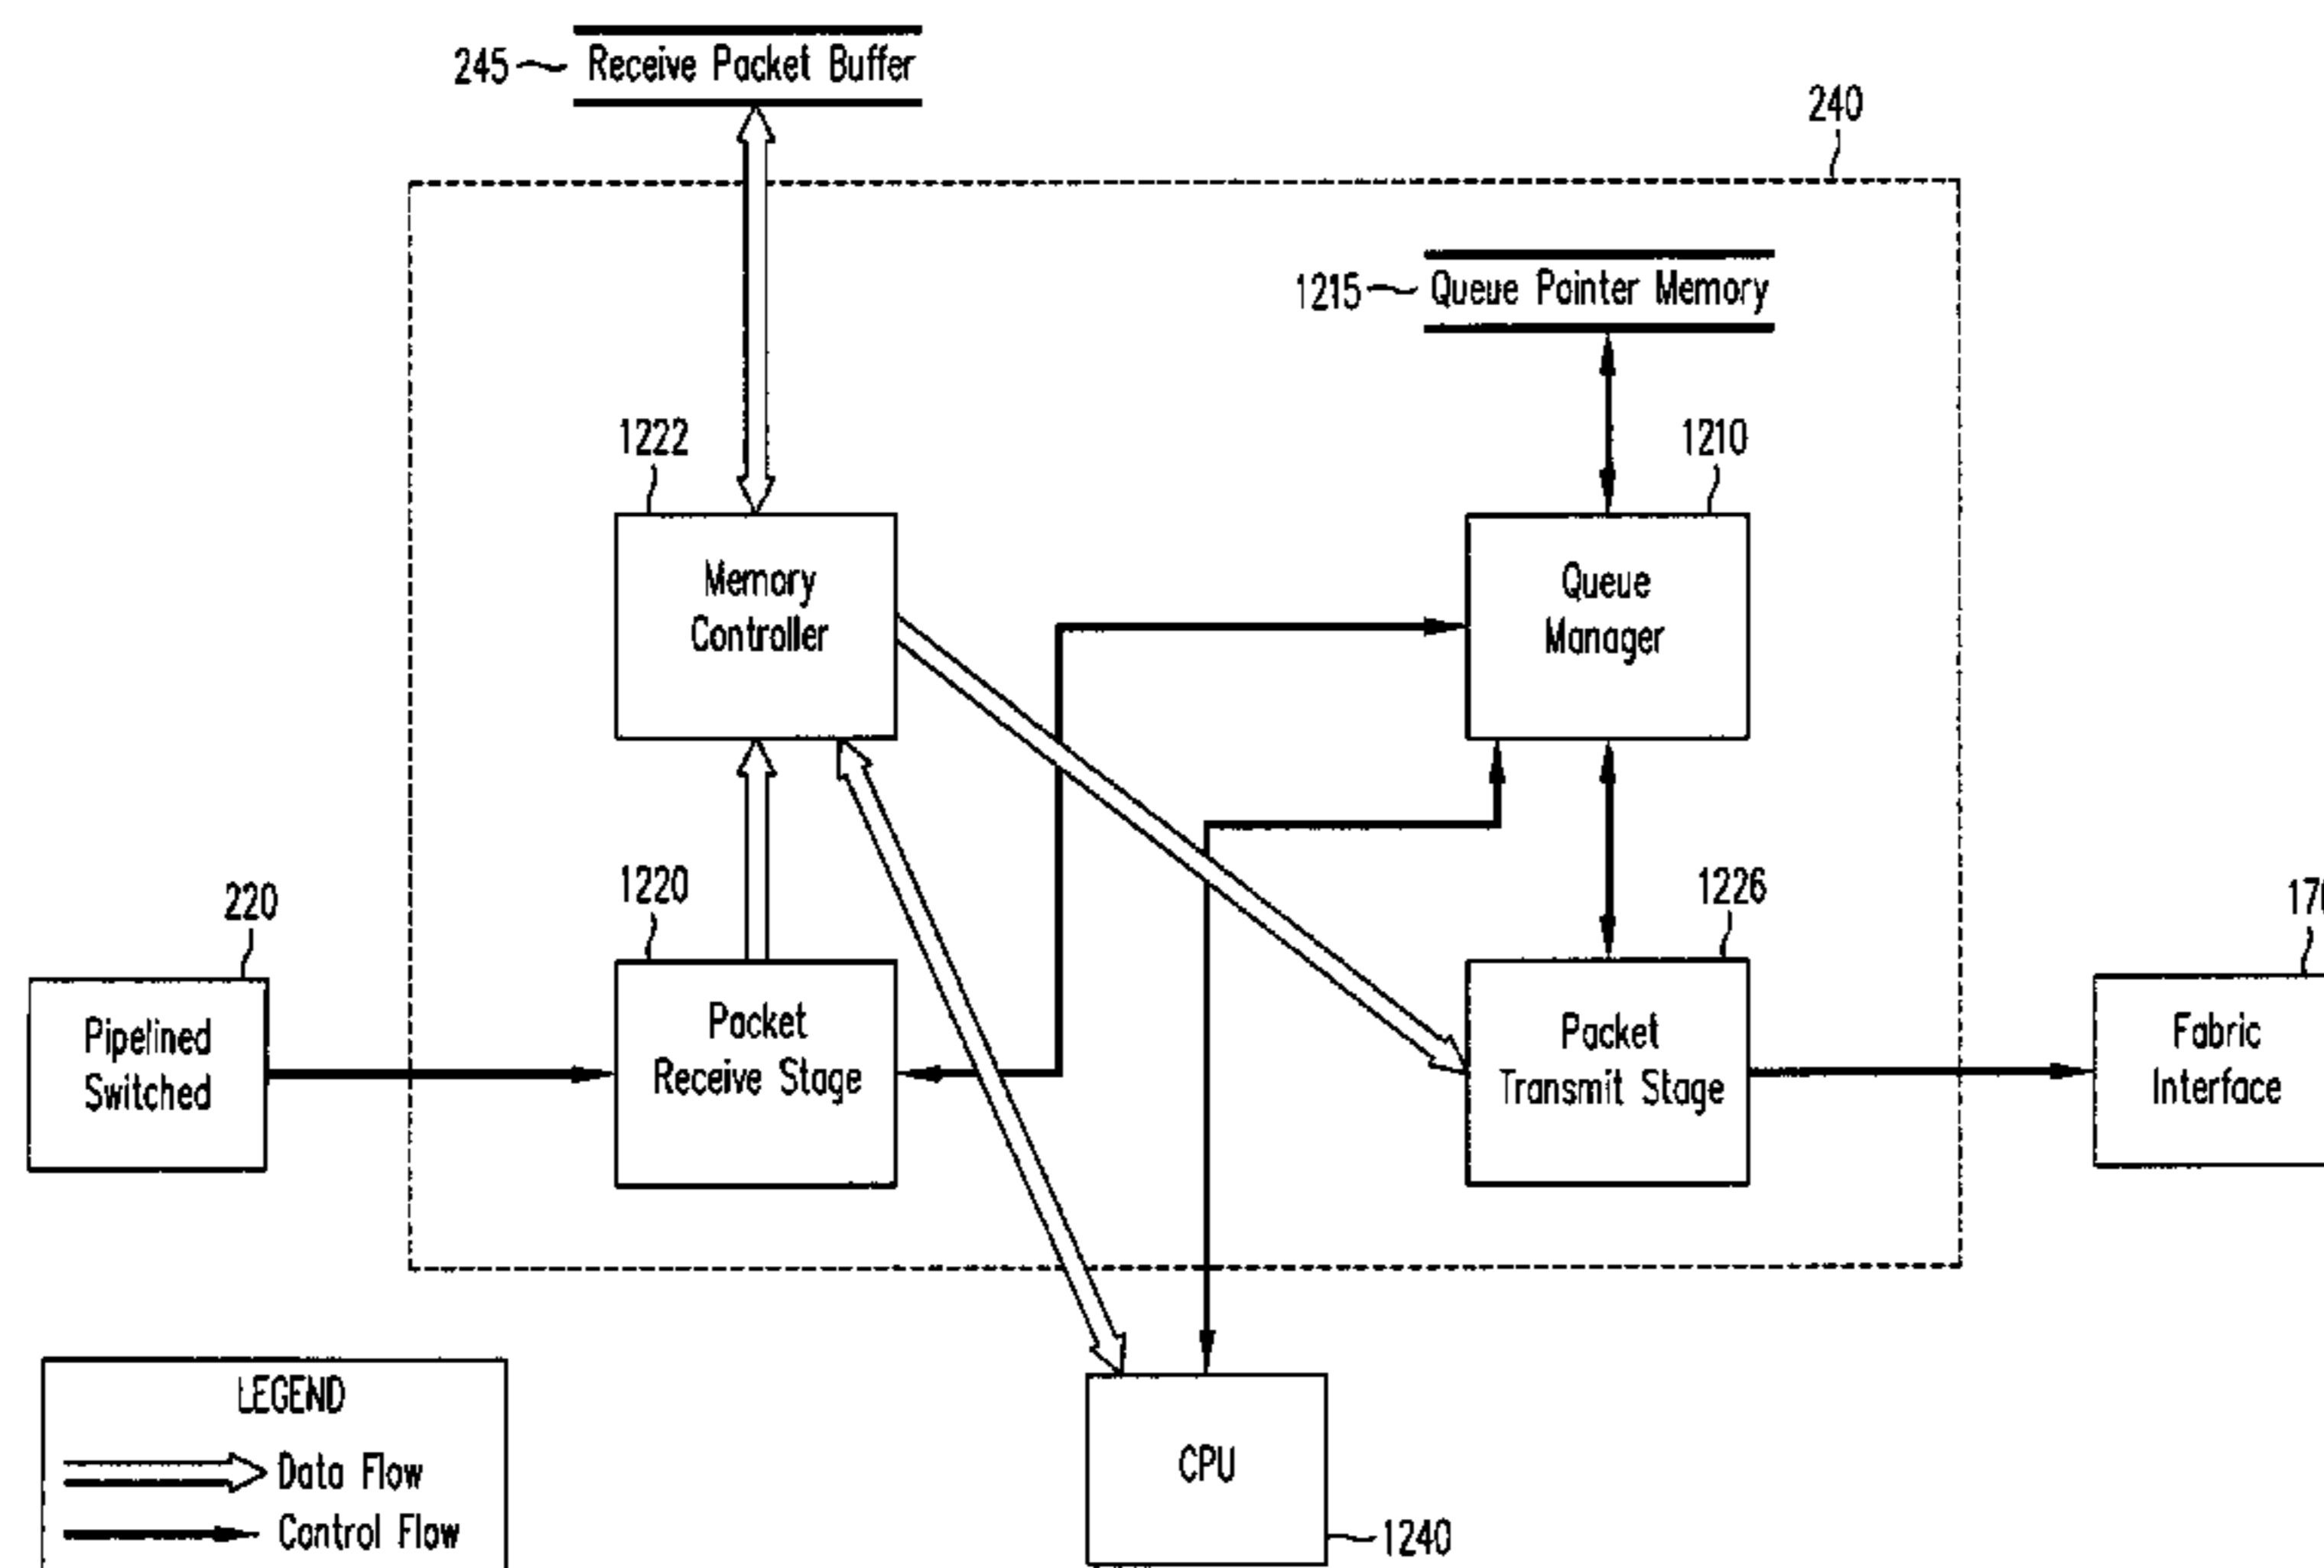 245
Receive Packet Buffer
240
1215
Queue Pointer Memory
1222
1210
Memory
Controller
Queue
Manager
220
1220
1226
Pipelined
Switched
Packet
Receive Stage
Packet
Transmit Stage
Fabric
Interface
LEGEND
Data Flow
Control Flow
CPU
1240